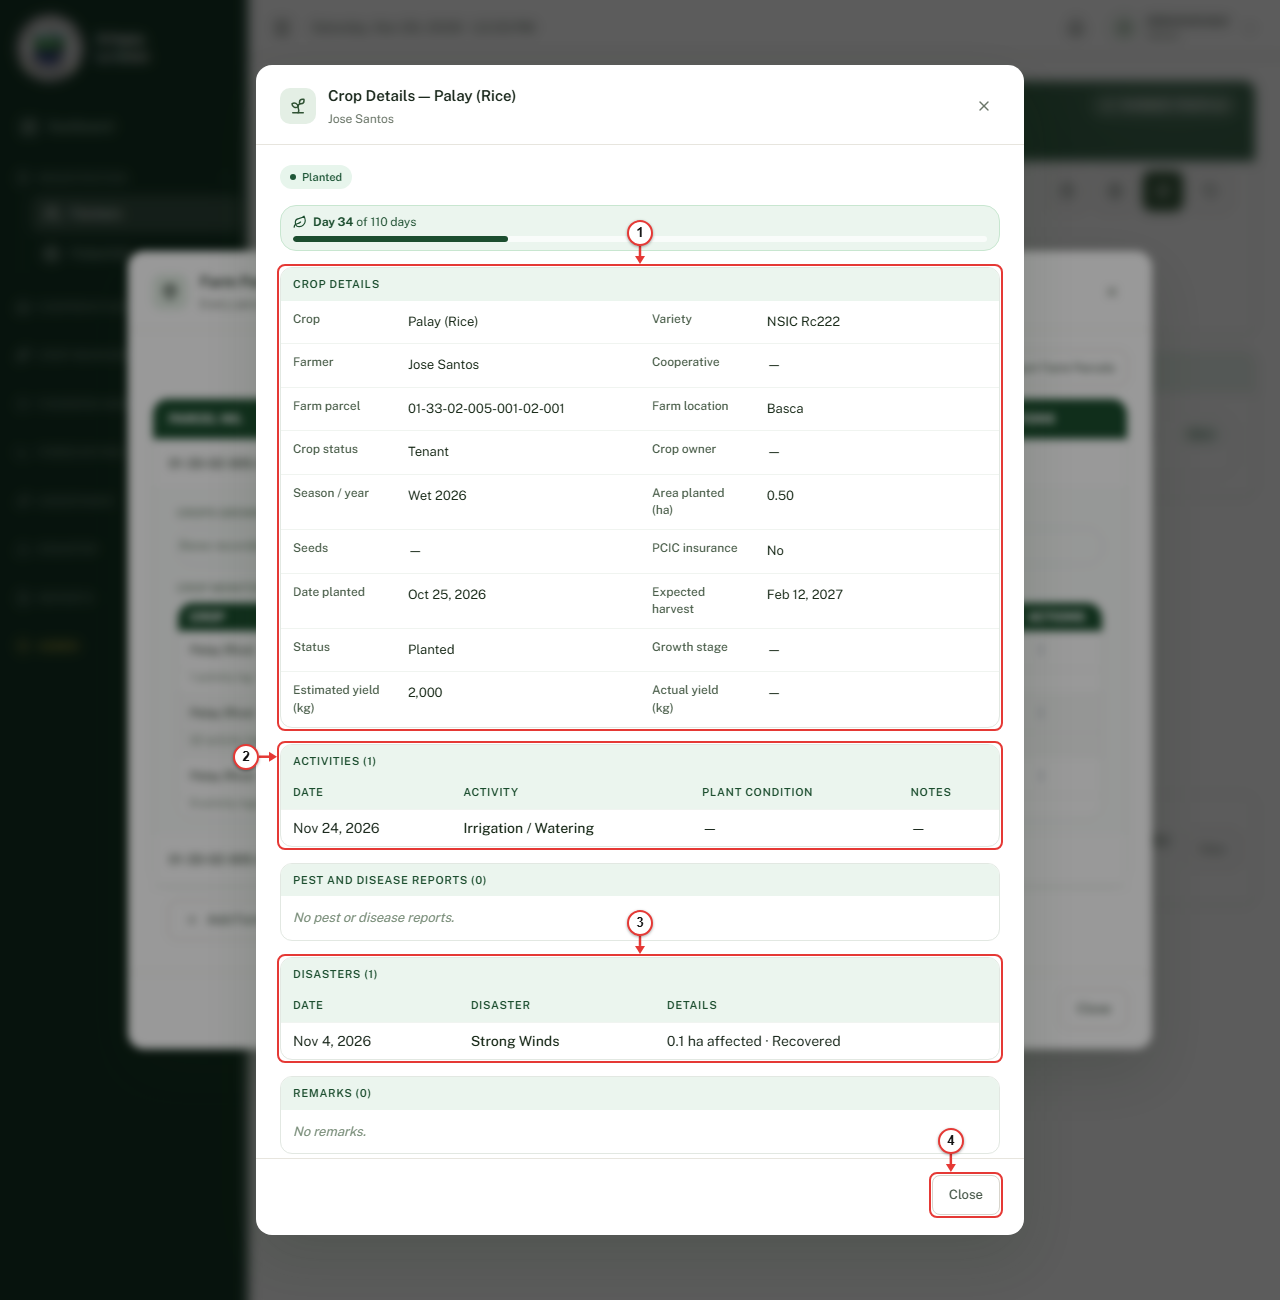 Crop Details — Palay (Rice)
Jose Santos
Planted
Day 34 of 110 days
1
CROP DETAILS
Crop Palay (Rice) Variety NSIC Rc222
Farmer Jose Santos Cooperative —
Farm parcel 01-33-02-005-001-02-001 Farm location Basca
Crop status Tenant Crop owner —
Season / year Wet 2026 Area planted (ha) 0.50
Seeds — PCIC insurance No
Date planted Oct 25, 2026 Expected harvest Feb 12, 2027
Status Planted Growth stage —
Estimated yield (kg) 2,000 Actual yield (kg) —
2
ACTIVITIES (1)
DATE ACTIVITY PLANT CONDITION NOTES
Nov 24, 2026 Irrigation / Watering — —
PEST AND DISEASE REPORTS (0)
No pest or disease reports.
3
DISASTERS (1)
DATE DISASTER DETAILS
Nov 4, 2026 Strong Winds 0.1 ha affected · Recovered
REMARKS (0)
No remarks.
4
Close